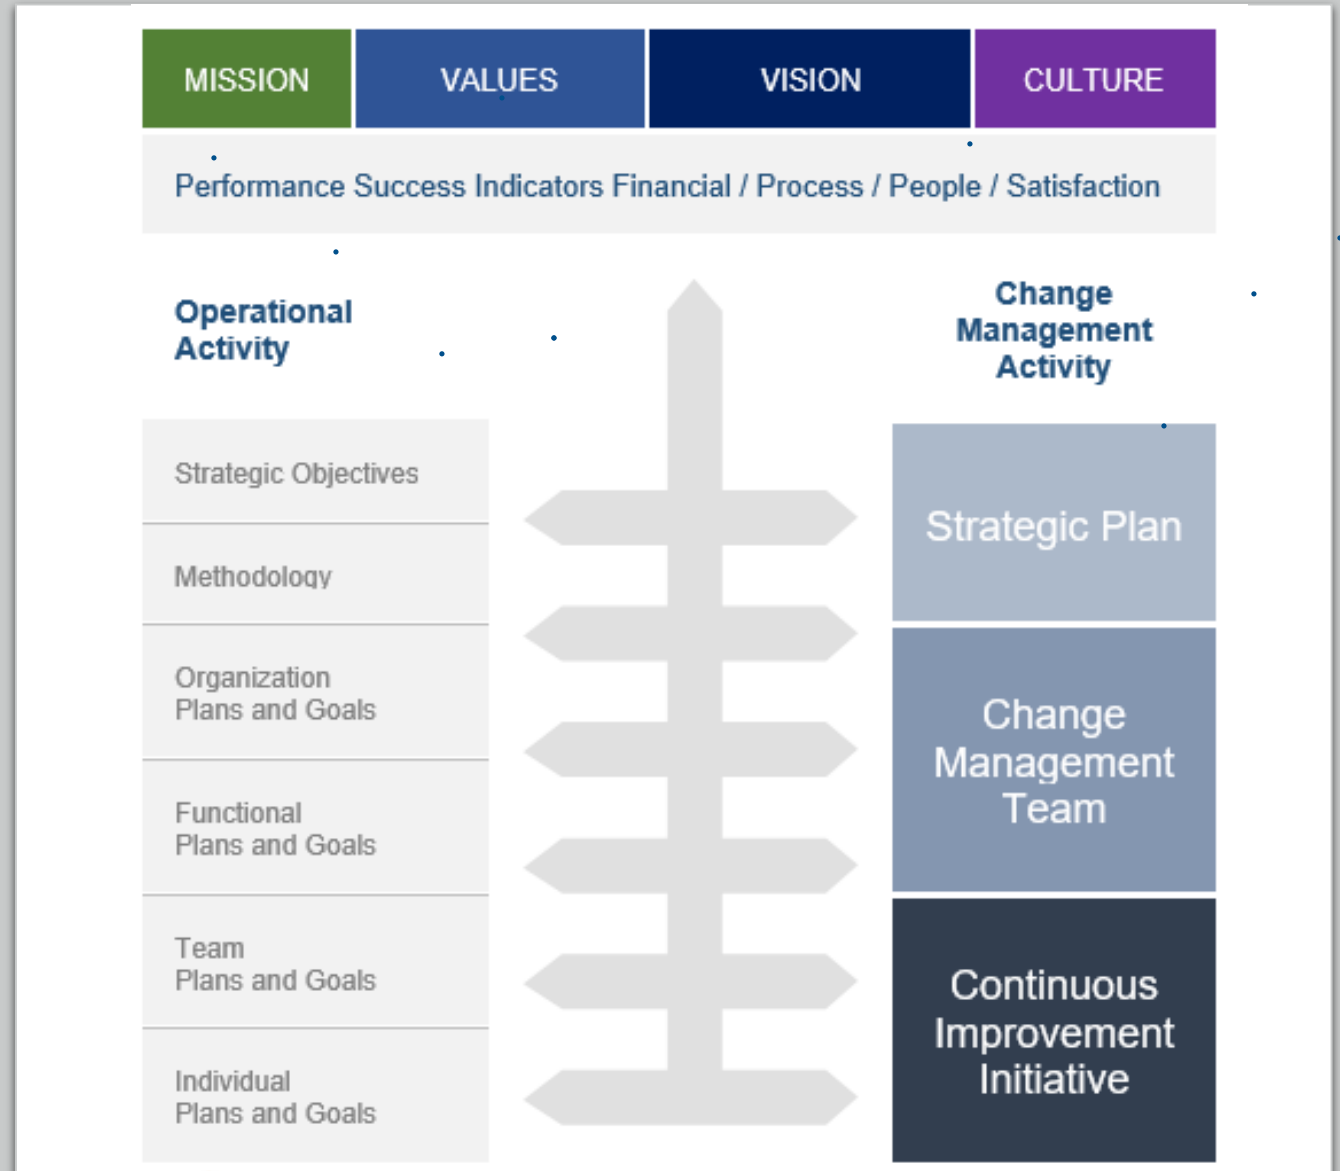 MISSION
VALUES
VISION
CULTURE
Performance Success Indicators Financial / Process / People / Satisfaction
Operational
Activity
Change
Management
Activity
Strategic Objectives
Methodology
Organization
Plans and Goals
Functional
Plans and Goals
Team
Plans and Goals
Individual
Plans and Goals
Strategic Plan
Change
Management
Team
Continuous
Improvement
Initiative